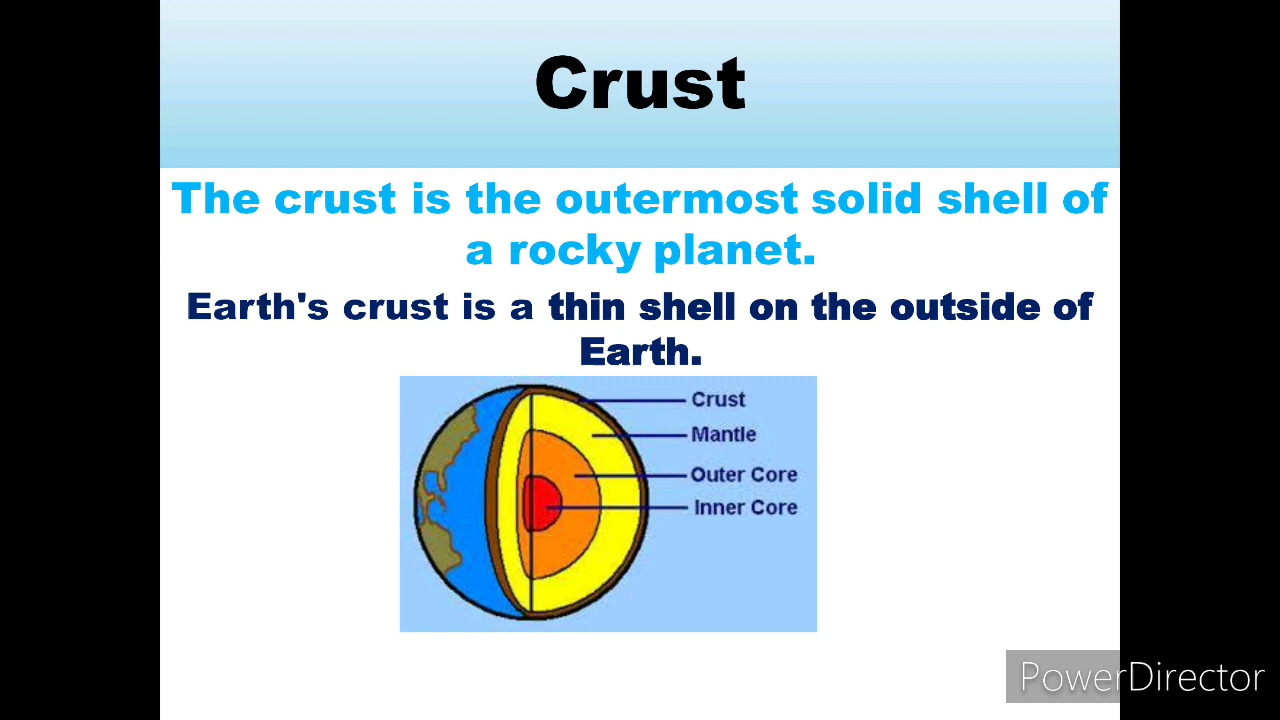 Crust
The crust is the outermost solid shell of
a rocky planet.
Earth's crust is a thin shell on the outside of
Earth.
Crust
Mantle
Outer Core
Inner Core
PowerDirector